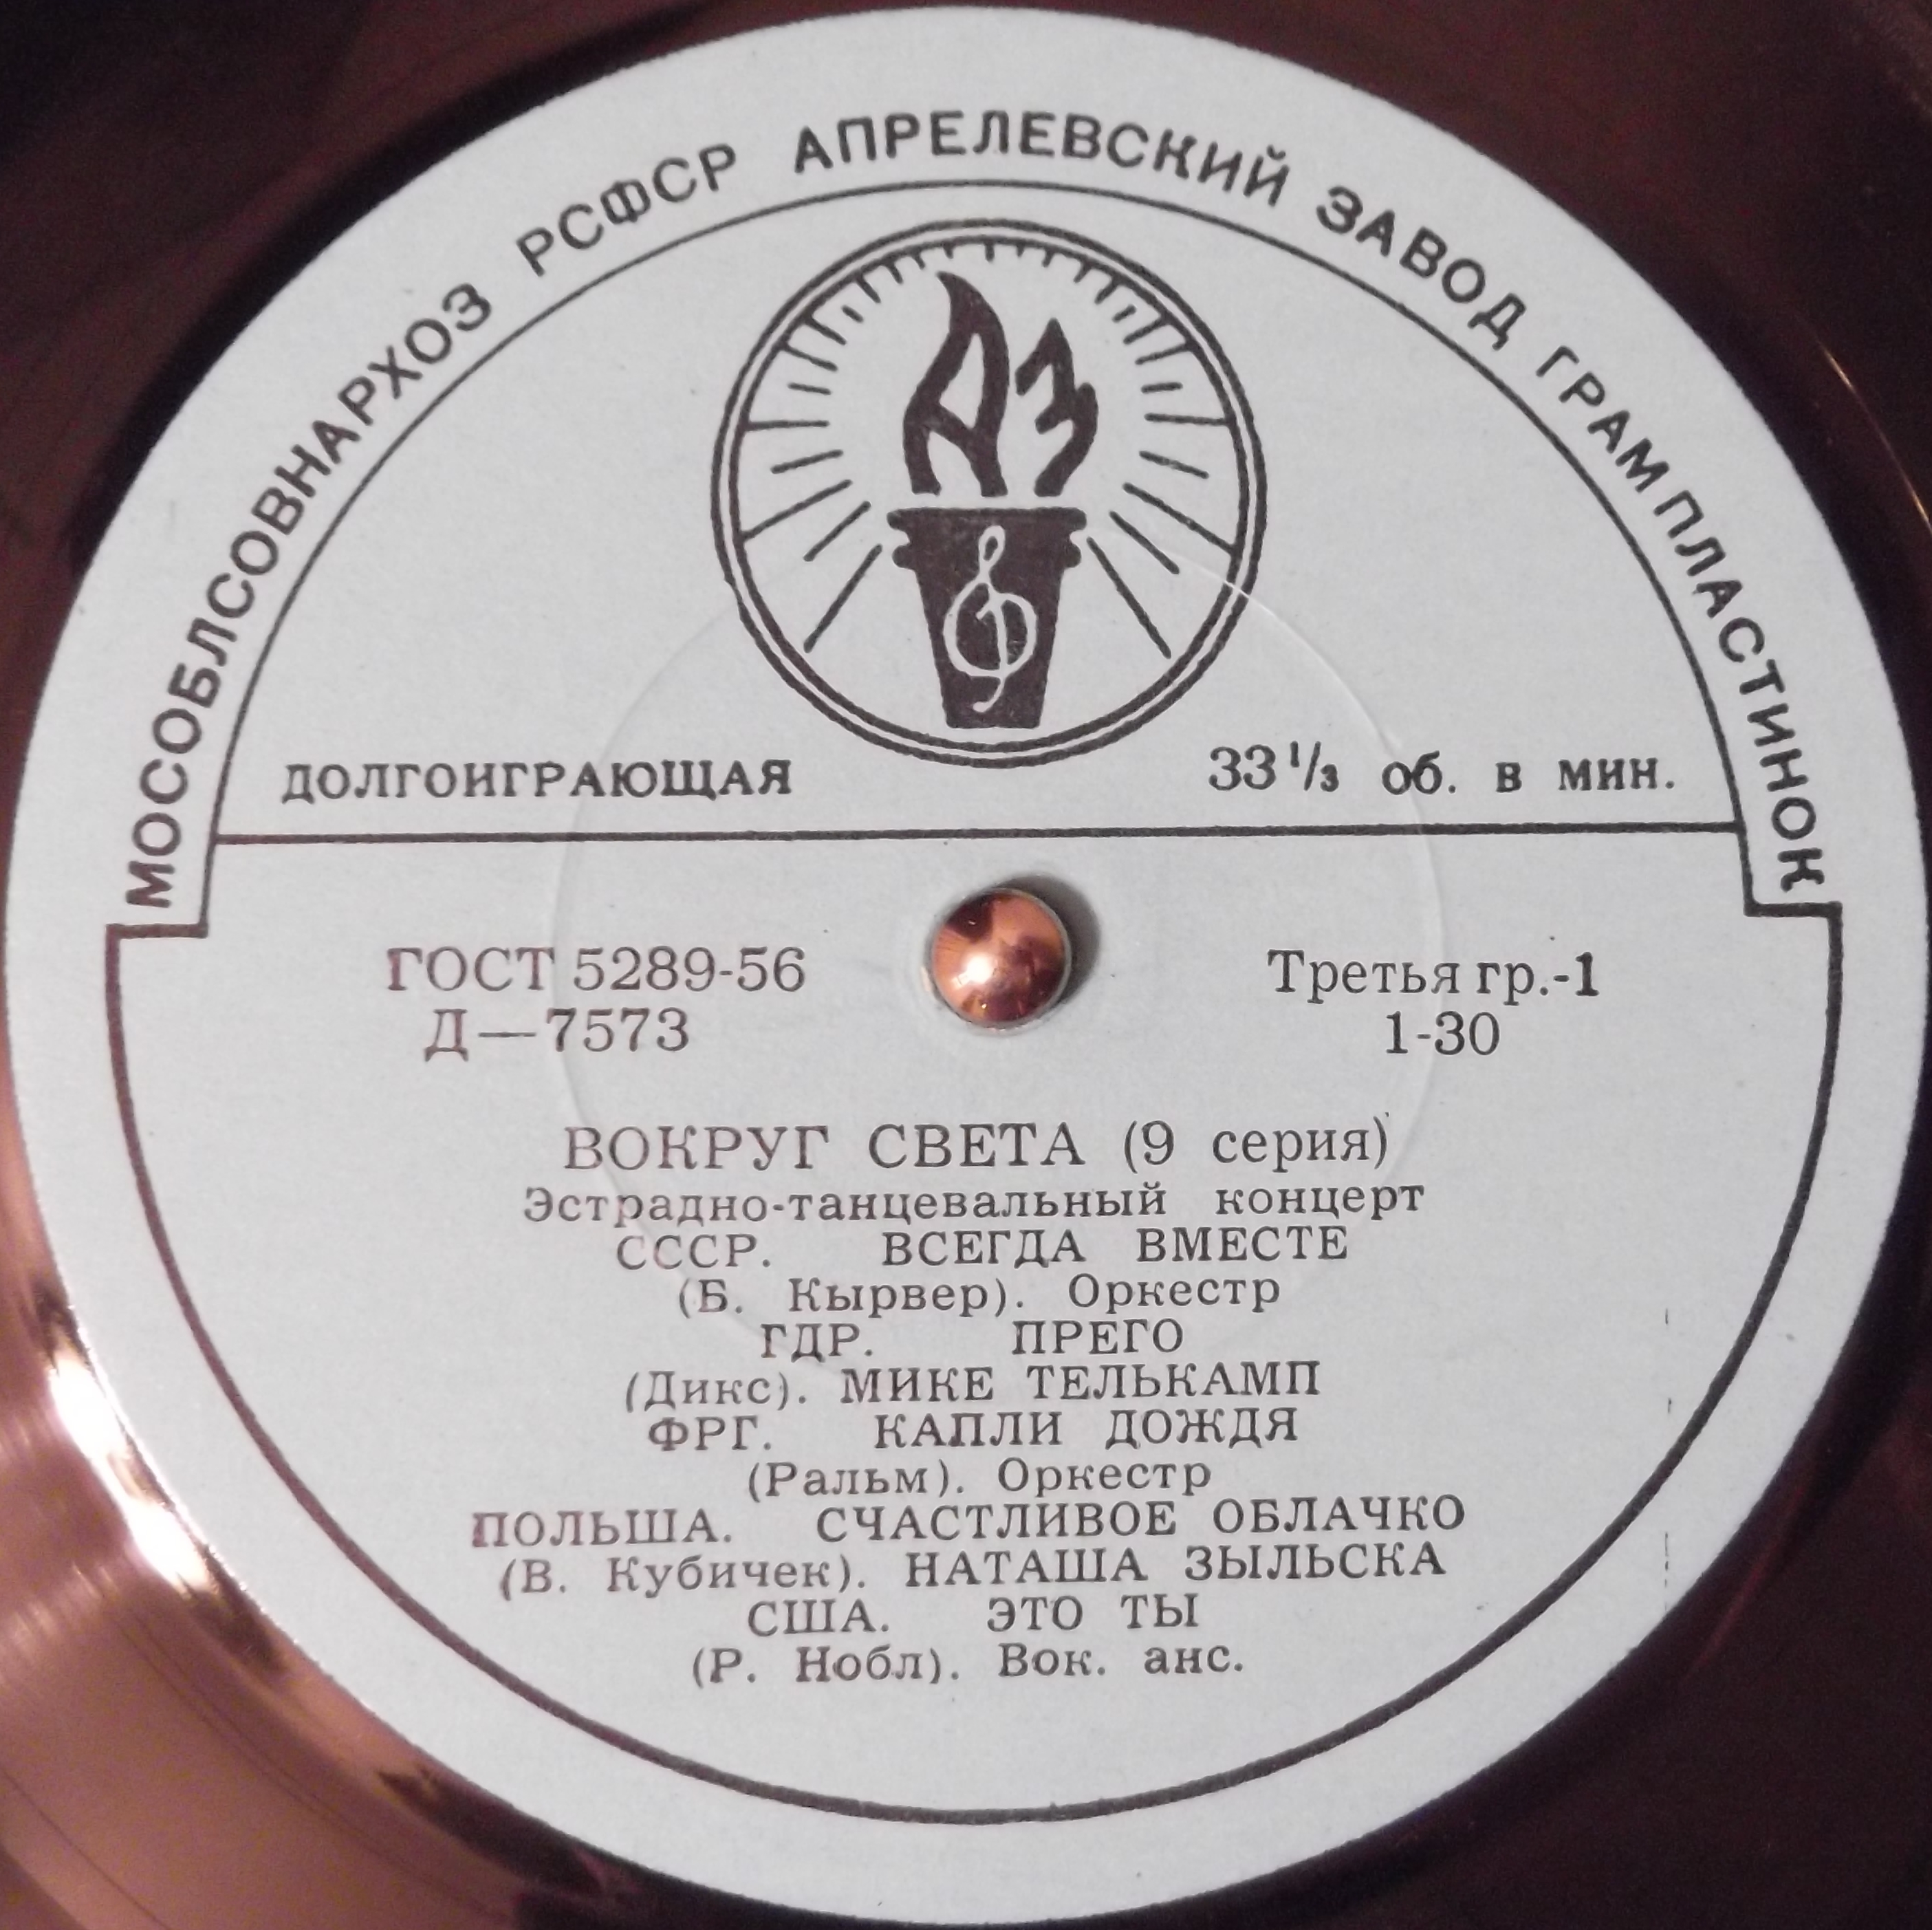 МОСОБЛСОВНАРХОЗ РСФСР АПРЕЛЕВСКИЙ ЗАВОД ГРАМПЛАСТИНОК
АЗ
ДОЛГОИГРАЮЩАЯ 33 1/3 об. в мин.
ГОСТ 5289-56 Третья гр.-1
Д—7573 1-30
ВОКРУГ СВЕТА (9 серия)
Эстрадно-танцевальный концерт
СССР. ВСЕГДА ВМЕСТЕ
(Б. Кырвер). Оркестр
ГДР. ПРЕГО
(Дикс). МИКЕ ТЕЛЬКАМП
ФРГ. КАПЛИ ДОЖДЯ
(Ральм). Оркестр
ПОЛЬША. СЧАСТЛИВОЕ ОБЛАЧКО
(В. Кубичек). НАТАША ЗЫЛЬСКА
США. ЭТО ТЫ
(Р. Нобл). Вок. анс.